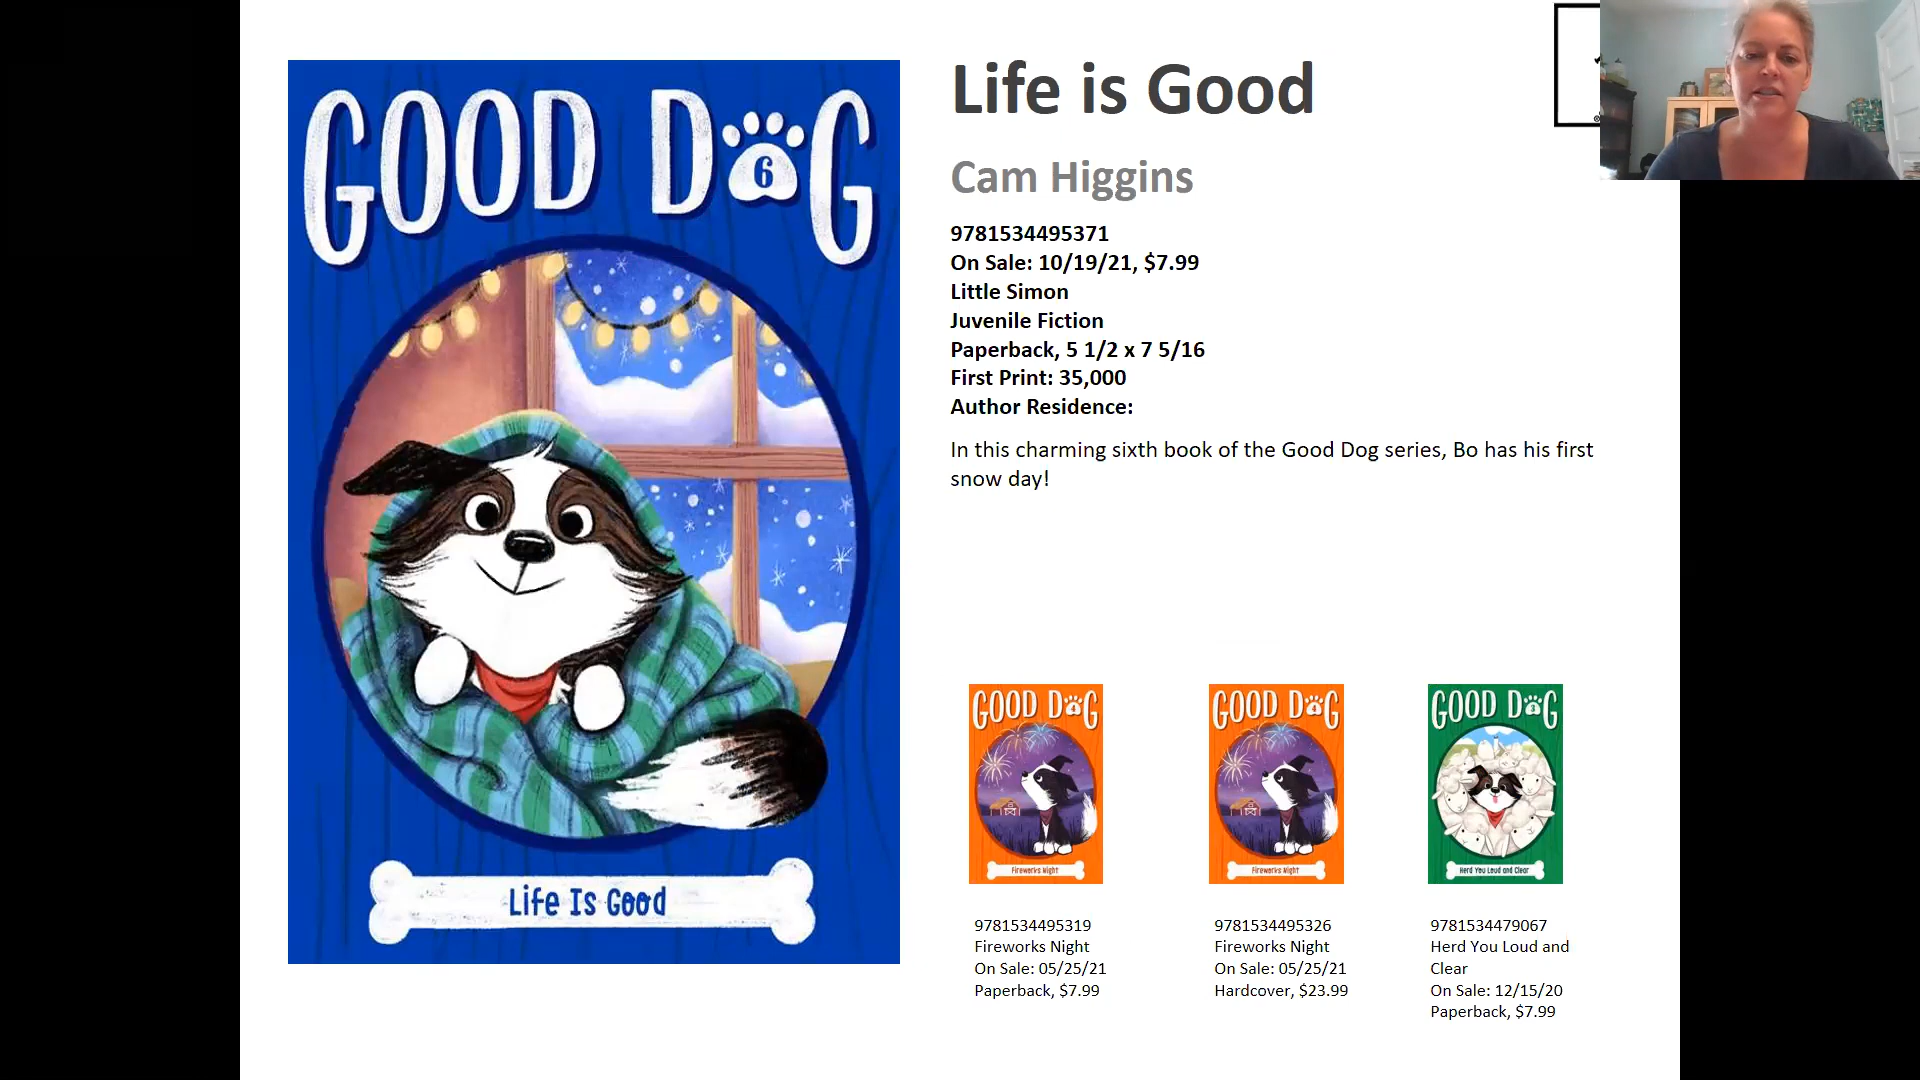 GOOD DOG
6
Life Is Good
Life is Good
Cam Higgins
9781534495371
On Sale: 10/19/21, $7.99
Little Simon
Juvenile Fiction
Paperback, 5 1/2 x 7 5/16
First Print: 35,000
Author Residence:
In this charming sixth book of the Good Dog series, Bo has his first
snow day!
GOOD DOG
Fireworks Night
GOOD DOG
Fireworks Night
GOOD DOG
Herd You Loud and Clear
9781534495319
Fireworks Night
On Sale: 05/25/21
Paperback, $7.99
9781534495326
Fireworks Night
On Sale: 05/25/21
Hardcover, $23.99
9781534479067
Herd You Loud and
Clear
On Sale: 12/15/20
Paperback, $7.99